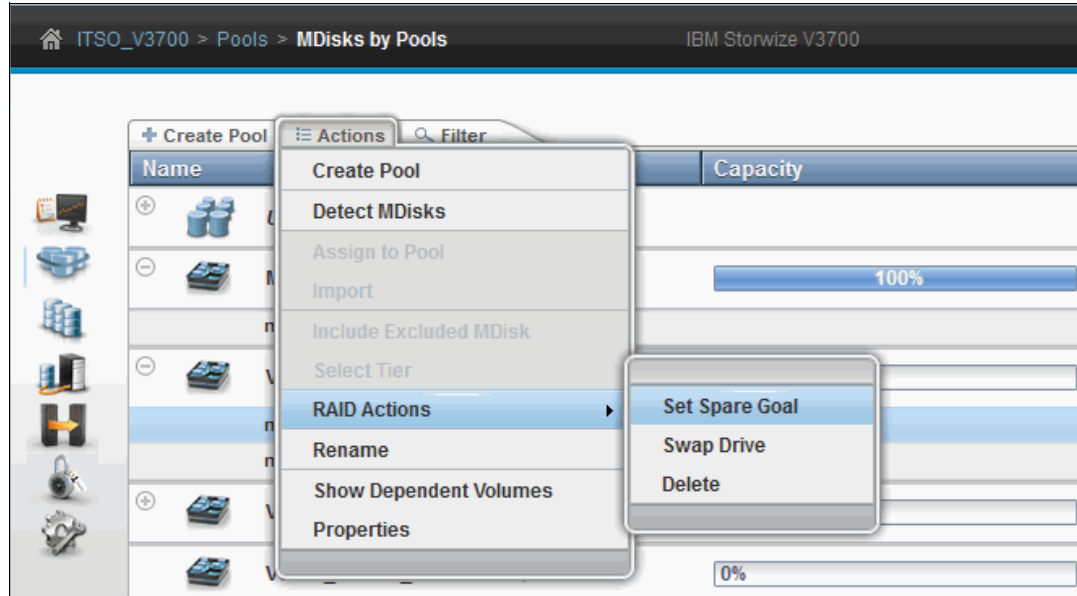 ITSO_V3700 > Pools > MDisks by Pools IBM Storwize V3700
Create Pool Actions Filter
Name Capacity
Create Pool
Detect MDisks
Assign to Pool
100%
Import
Include Excluded MDisk
Select Tier
RAID Actions
Set Spare Goal
Rename
Swap Drive
Show Dependent Volumes
Delete
Properties
0%